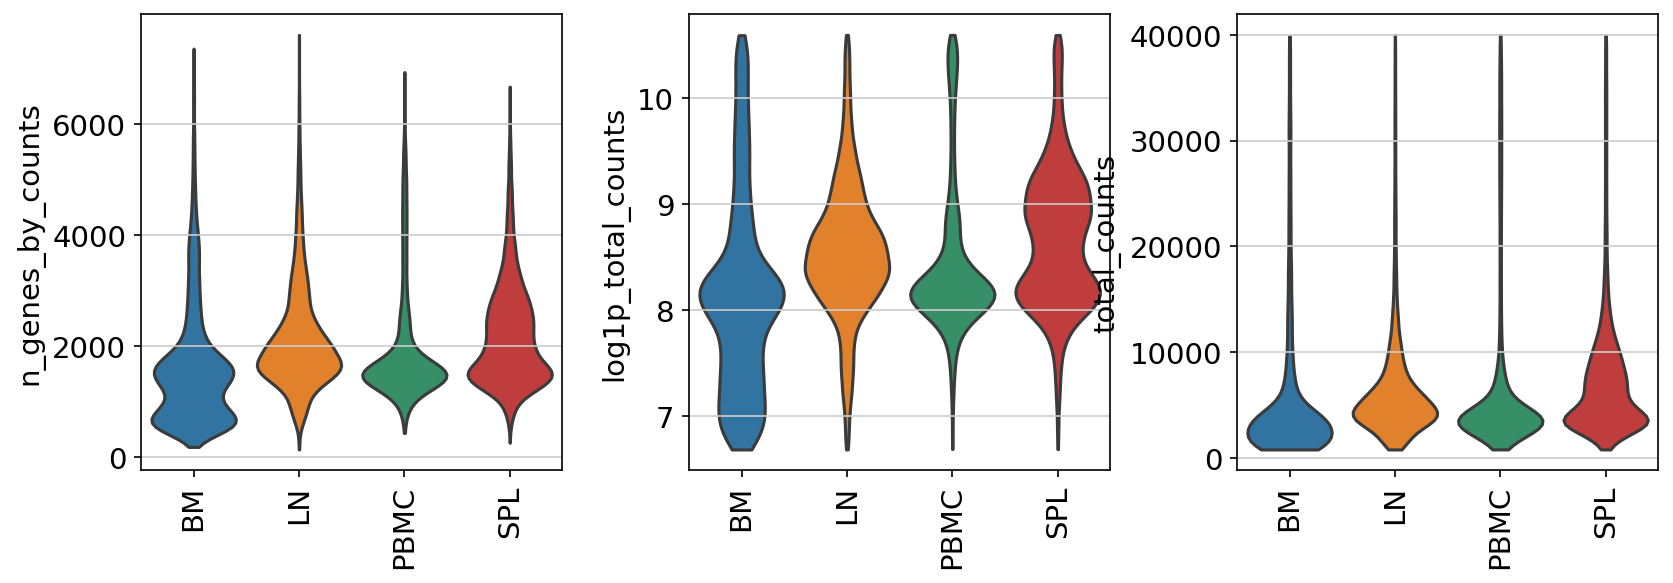 n_genes_by_counts
6000
4000
2000
0
BM
LN
PBMC
SPL
log1p_total_counts
10
9
8
7
BM
LN
PBMC
SPL
total_counts
40000
30000
20000
10000
0
BM
LN
PBMC
SPL